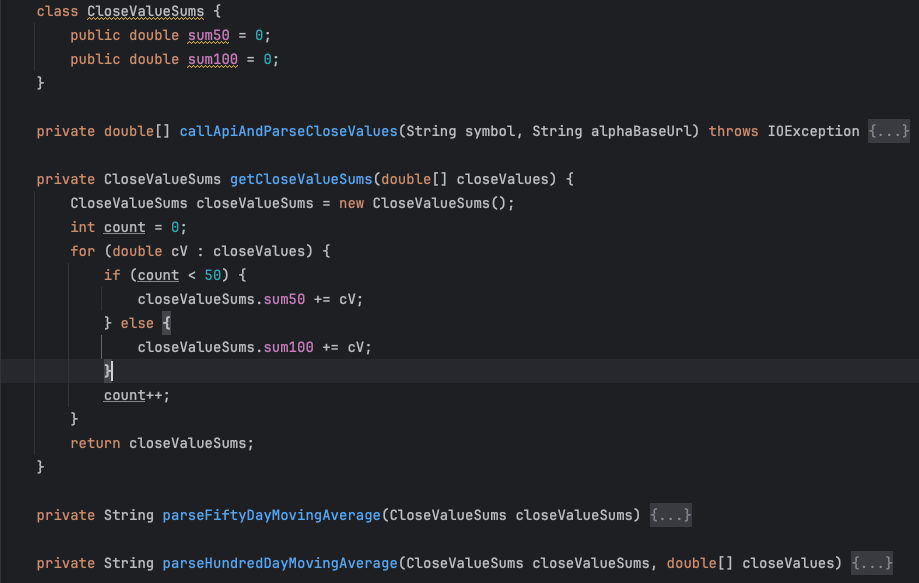 class CloseValueSums {
public double sum50 = 0;
public double sum100 = 0;
}
private double[] callApiAndParseCloseValues(String symbol, String alphaBaseUrl) throws IOException {...}
private CloseValueSums getCloseValueSums(double[] closeValues) {
CloseValueSums closeValueSums = new CloseValueSums();
int count = 0;
for (double cV : closeValues) {
if (count < 50) {
closeValueSums.sum50 += cV;
} else {
closeValueSums.sum100 += cV;
}
count++;
}
return closeValueSums;
}
private String parseFiftyDayMovingAverage(CloseValueSums closeValueSums) {...}
private String parseHundredDayMovingAverage(CloseValueSums closeValueSums, double[] closeValues) {...}